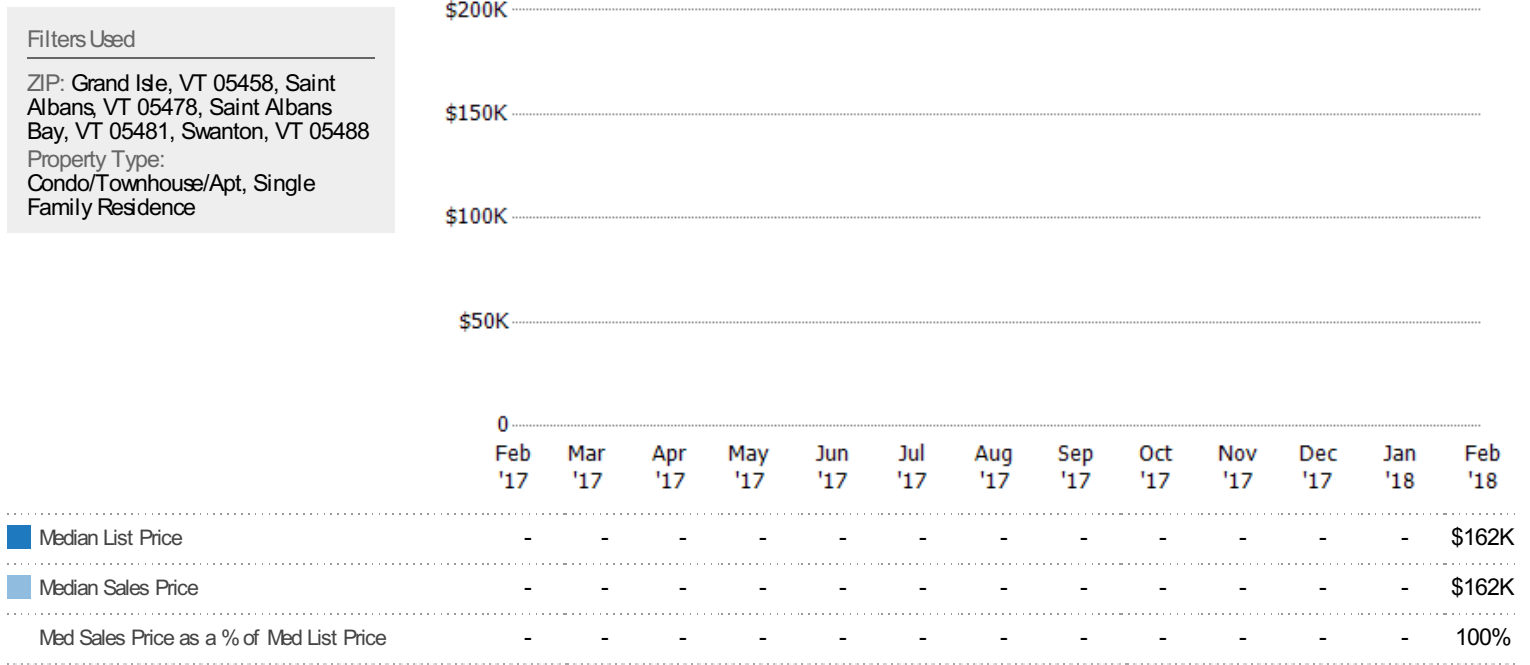 Filters Used
ZIP: Grand Isle, VT 05458, Saint
Albans, VT 05478, Saint Albans
Bay, VT 05481, Swanton, VT 05488
Property Type:
Condo/Townhouse/Apt, Single
Family Residence
$200K
$150K
$100K
$50K
0
Feb Mar Apr May Jun Jul Aug Sep Oct Nov Dec Jan Feb
'17 '17 '17 '17 '17 '17 '17 '17 '17 '17 '17 '18 '18
Median List Price - - - - - - - - - - - - $162K
Median Sales Price - - - - - - - - - - - - $162K
Med Sales Price as a % of Med List Price - - - - - - - - - - - - 100%